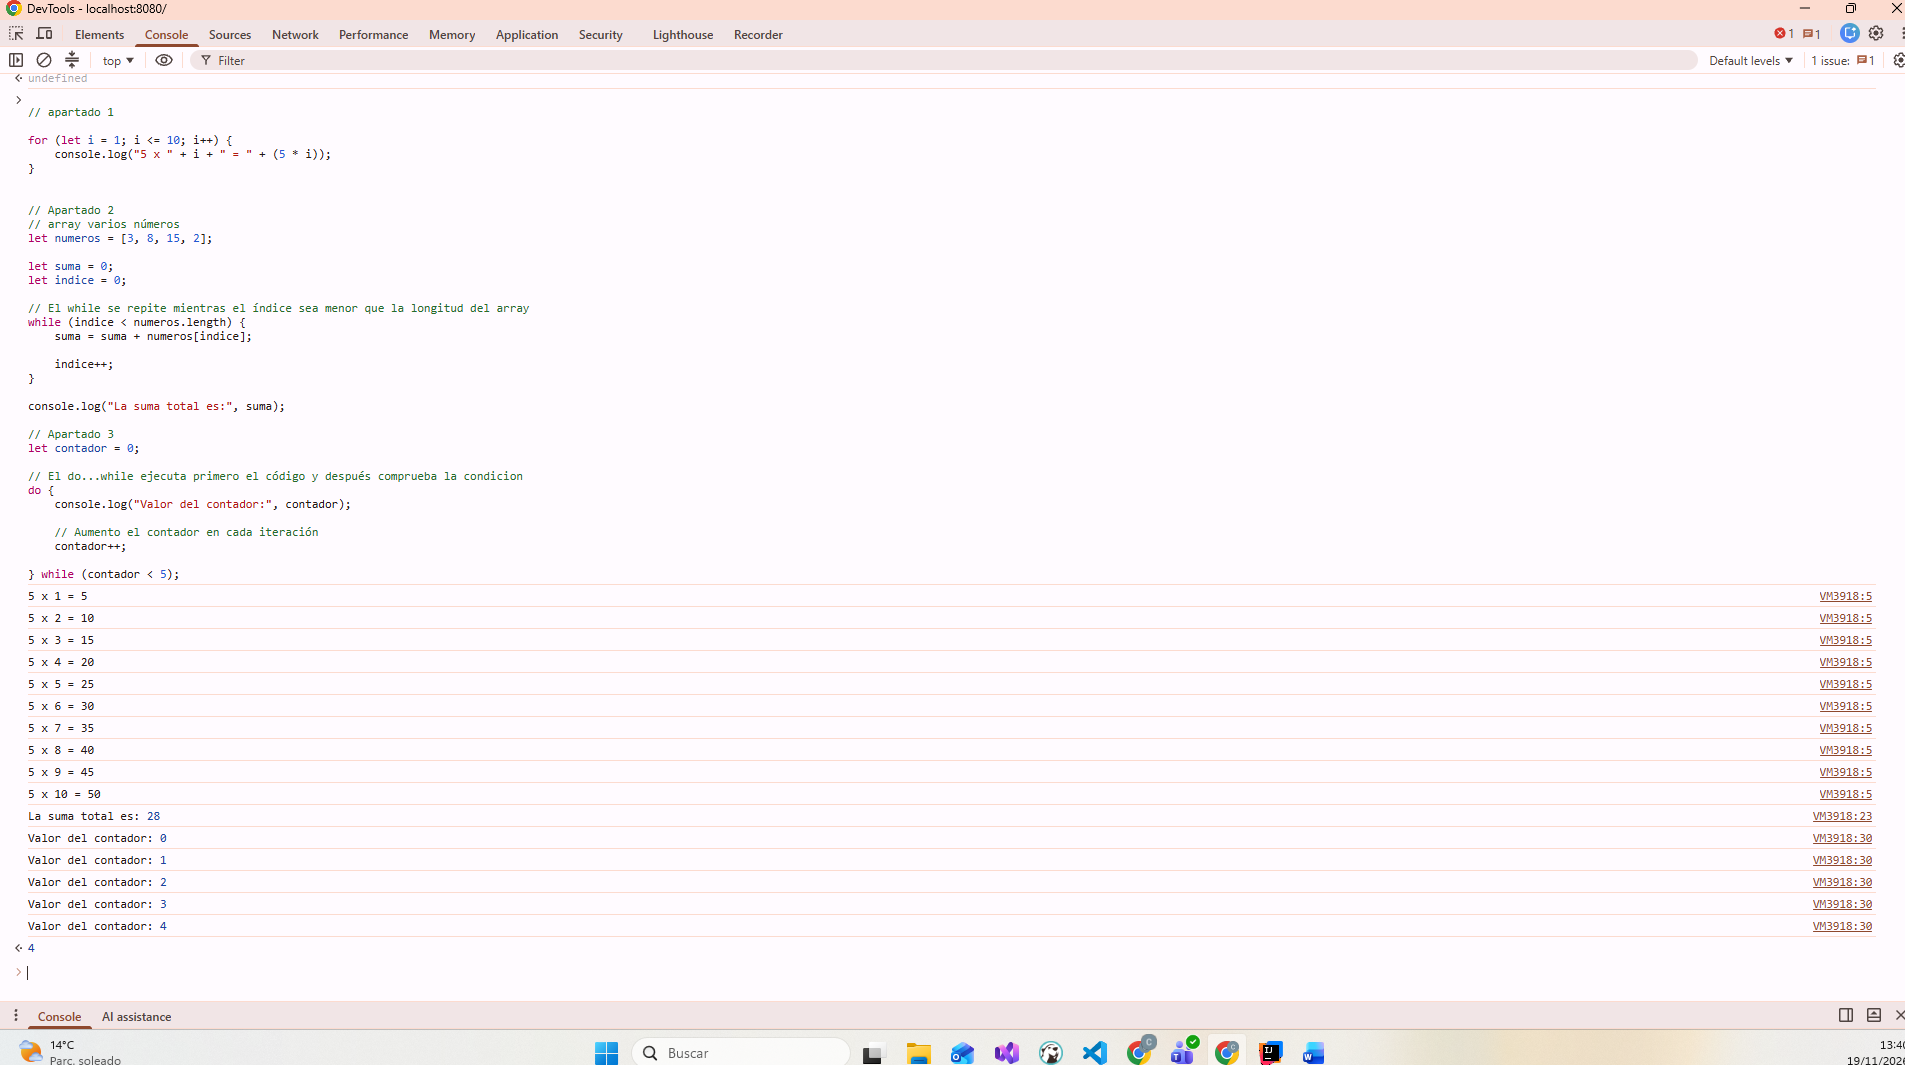 DevTools - localhost:8080/
Elements Console Sources Network Performance Memory Application Security Lighthouse Recorder 1 1
top Filter Default levels 1 issue: 1
undefined
// apartado 1
for (let i = 1; i <= 10; i++) {
console.log("5 x " + i + " = " + (5 * i));
}
// Apartado 2
// array varios números
let numeros = [3, 8, 15, 2];
let suma = 0;
let indice = 0;
// El while se repite mientras el índice sea menor que la longitud del array
while (indice < numeros.length) {
suma = suma + numeros[indice];
indice++;
}
console.log("La suma total es:", suma);
// Apartado 3
let contador = 0;
// El do...while ejecuta primero el código y después comprueba la condicion
do {
console.log("Valor del contador:", contador);
// Aumento el contador en cada iteración
contador++;
} while (contador < 5);
5 x 1 = 5 VM3918:5
5 x 2 = 10 VM3918:5
5 x 3 = 15 VM3918:5
5 x 4 = 20 VM3918:5
5 x 5 = 25 VM3918:5
5 x 6 = 30 VM3918:5
5 x 7 = 35 VM3918:5
5 x 8 = 40 VM3918:5
5 x 9 = 45 VM3918:5
5 x 10 = 50 VM3918:5
La suma total es: 28 VM3918:23
Valor del contador: 0 VM3918:30
Valor del contador: 1 VM3918:30
Valor del contador: 2 VM3918:30
Valor del contador: 3 VM3918:30
Valor del contador: 4 VM3918:30
4
Console AI assistance
14°C
Parc. soleado
Buscar
13:40
19/11/202